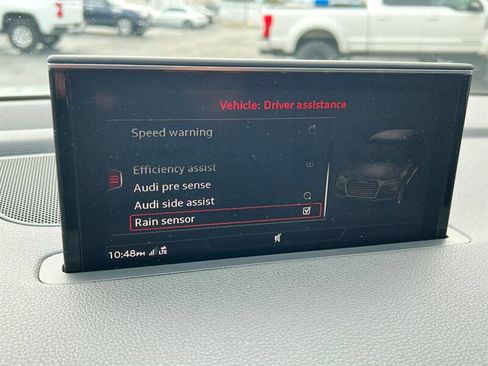 Vehicle: Driver assistance
Speed warning
Efficiency assist
Audi pre sense
Audi side assist
Rain sensor
10:48PM LTE